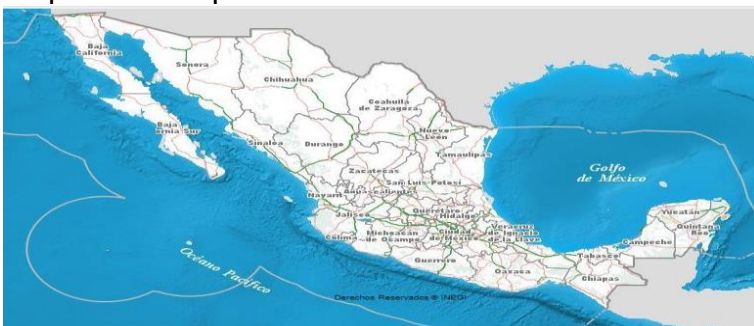 Baja
California
Sonora
Chihuahua
Coahuila
de Zaragoza
Baja
ornia Sur
Sinaloa
Durango
Nuevo
León
Tamaulipas
Zacatecas
San Luis Potosí
Aguascalientes
Nayarit
Golfo
de México
Jalisco
Querétaro
Hidalgo
Colima
Michoacán
de Ocampo
Ciudad
de México
Veracruz
de Ignacio
de la Llave
Yucatán
Quintana
Roo
Campeche
Tabasco
Guerrero
Oaxaca
Chiapas
Océano Pacífico
Derechos Reservados © INEGI